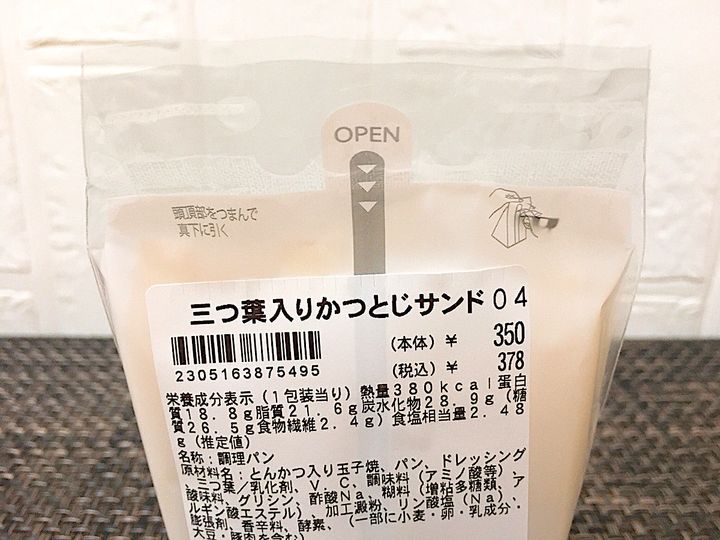 OPEN
頭頂部をつまんで
真下に引く
三つ葉入りかつとじサンド 04
(本体) ¥ 350
(税込) ¥ 378
2305163875495
栄養成分表示(1包装当り)熱量380kcal蛋白
質18.8g脂質21.6g炭水化物28.9g(糖
質26.5g食物繊維2.4g)食塩相当量2.48
g(推定値)
名称:調理パン
原材料名:とんかつ入り玉子焼、パン、ドレッシング
、三つ葉/乳化剤、V.C、調味料(アミノ酸等)、
酸味料、グリシン、酢酸Na、糊料(増粘多糖類、ア
ルギン酸エステル)、加工澱粉、リン酸塩(Na)、
膨張剤、香辛料、酵素、(一部に小麦・卵・乳成分・
大豆・豚肉を含む)